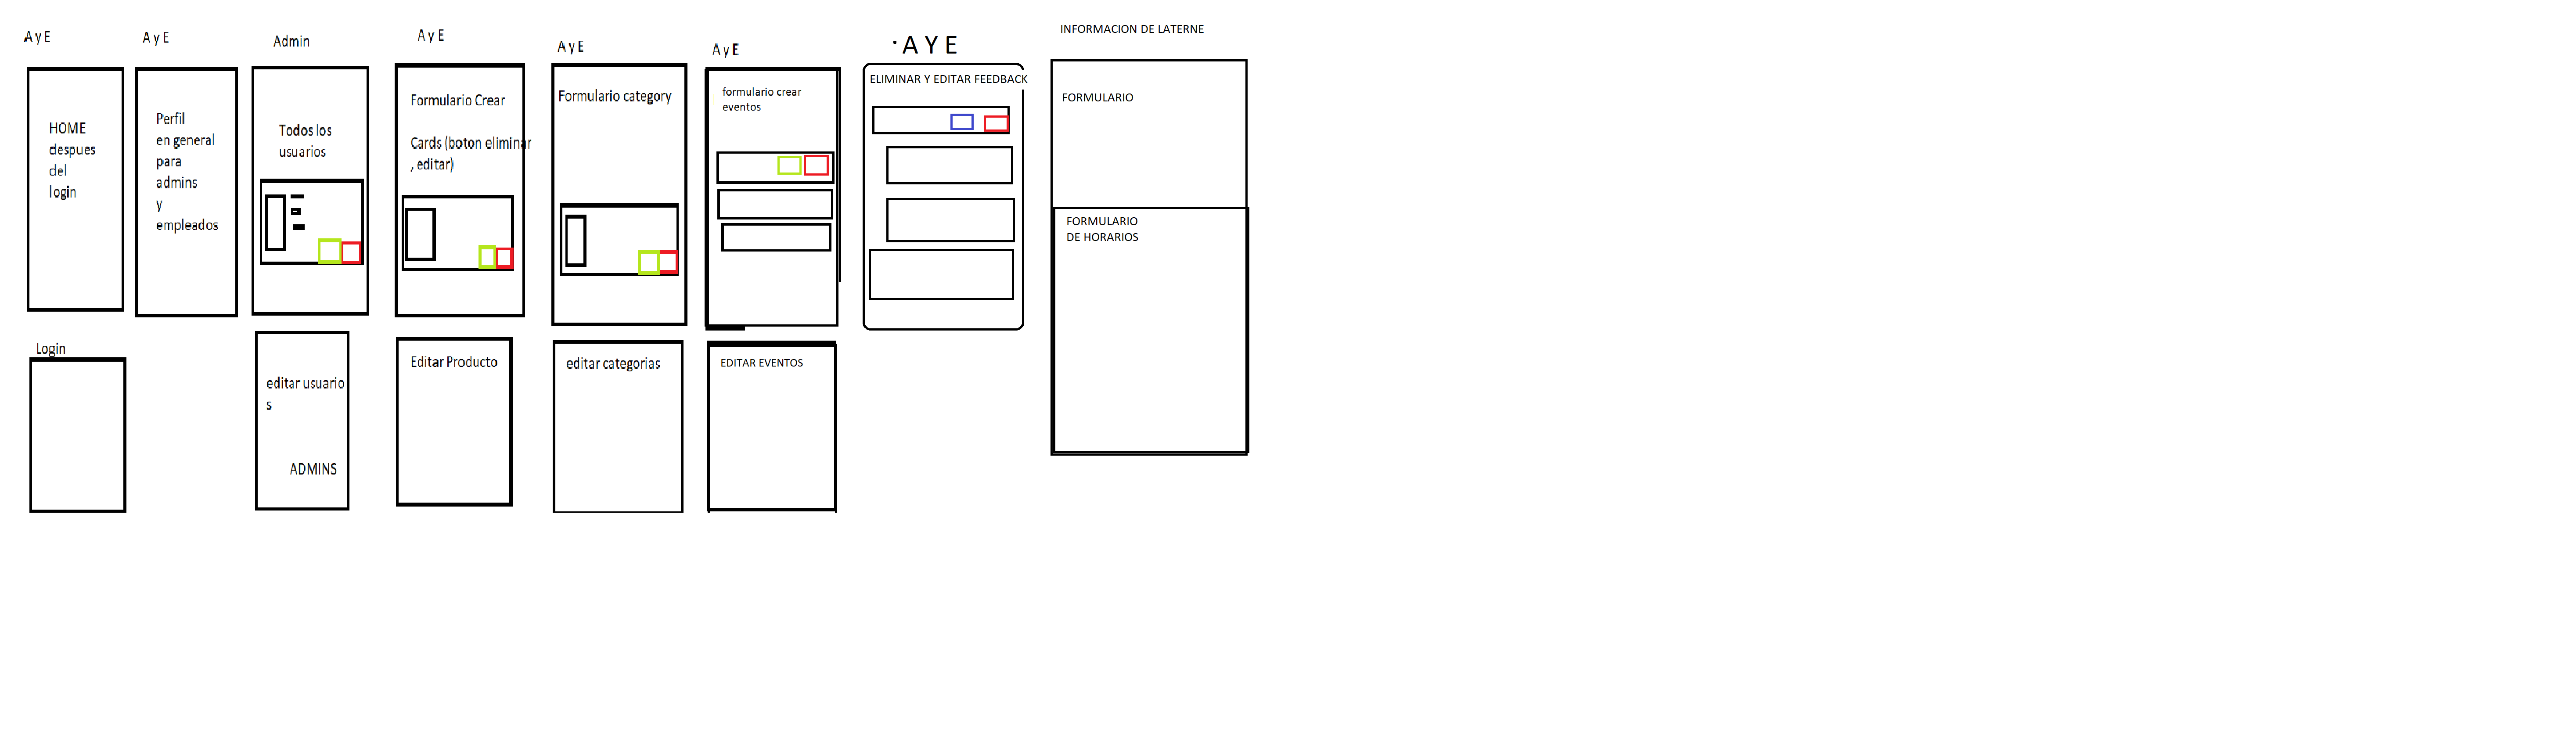 A y E
HOME
despues
del
login
Login
A y E
Perfil
en general
para
admins
y
empleados
Admin
Todos los
usuarios
editar usuario
s
ADMINS
A y E
Formulario Crear
Cards (boton eliminar
, editar)
Editar Producto
A y E
Formulario category
editar categorias
A y E
formulario crear
eventos
EDITAR EVENTOS
A Y E
ELIMINAR Y EDITAR FEEDBACK
INFORMACION DE LATERNE
FORMULARIO
FORMULARIO
DE HORARIOS